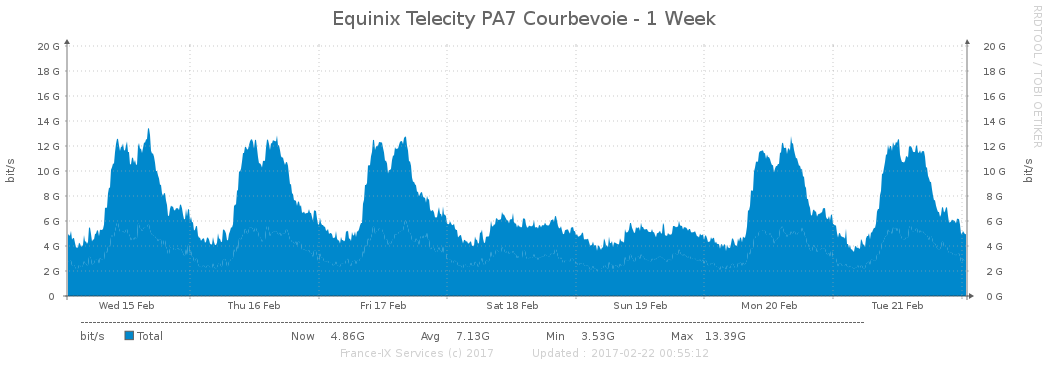 Equinix Telecity PA7 Courbevoie - 1 Week
RRDTOOL / TOBI OETIKER
bit/s
20 G 20 G
18 G 18 G
16 G 16 G
14 G 14 G
12 G 12 G
10 G 10 G
8 G 8 G
6 G 6 G
4 G 4 G
2 G 2 G
0 0 G
bit/s
Wed 15 Feb Thu 16 Feb Fri 17 Feb Sat 18 Feb Sun 19 Feb Mon 20 Feb Tue 21 Feb
bit/s Total Now 4.86G Avg 7.13G Min 3.53G Max 13.39G
France-IX Services (c) 2017 Updated : 2017-02-22 00:55:12